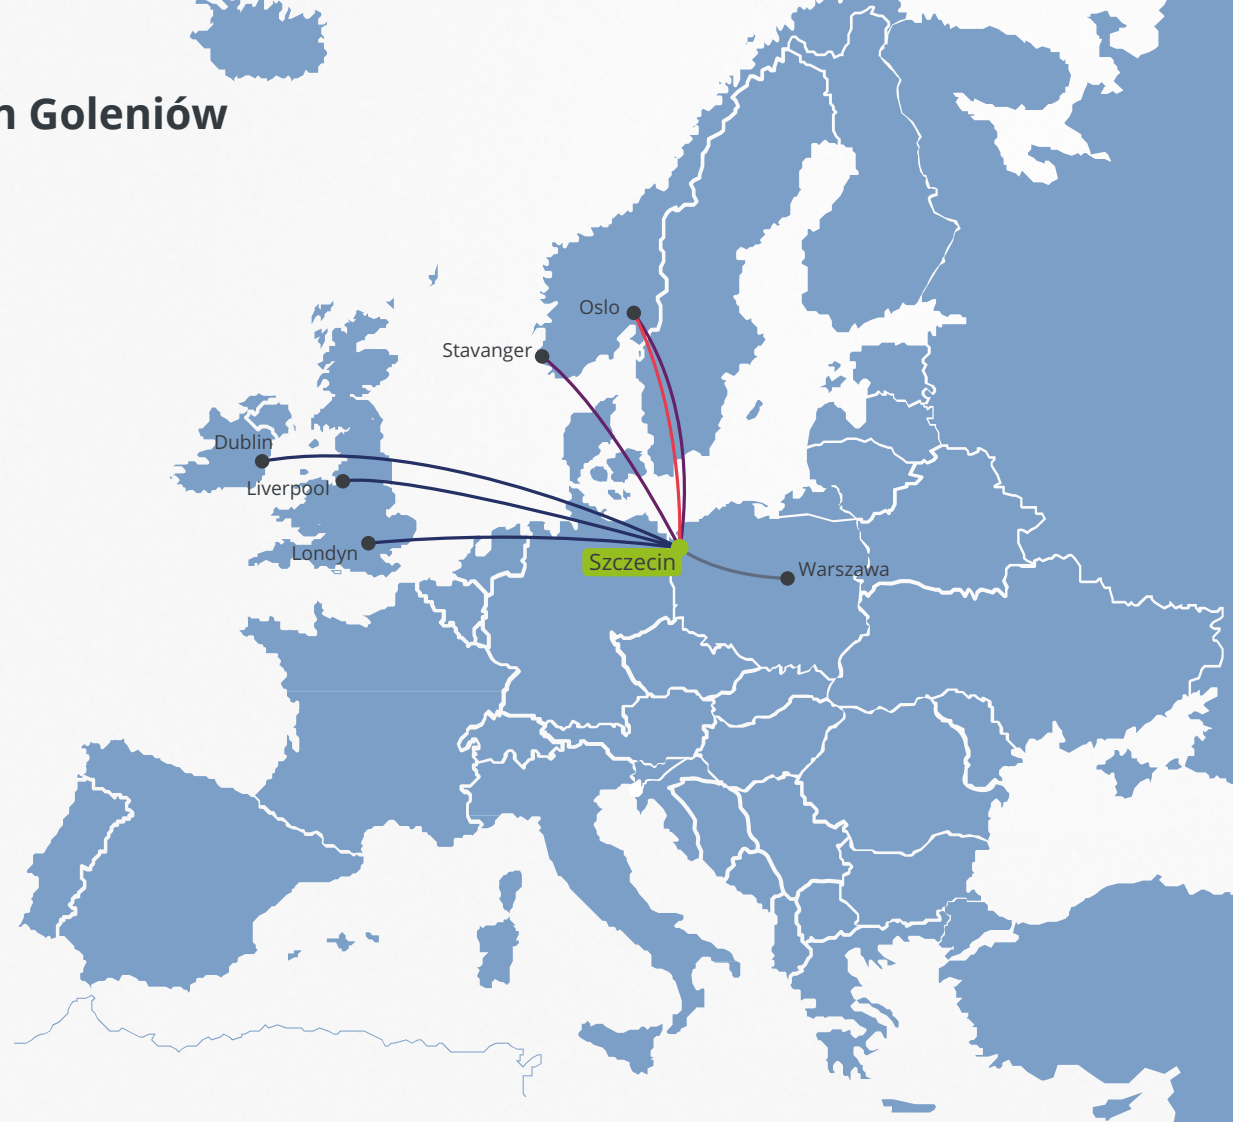 n Goleniów
Oslo
Stavanger
Dublin
Liverpool
Londyn
Szczecin
Warszawa